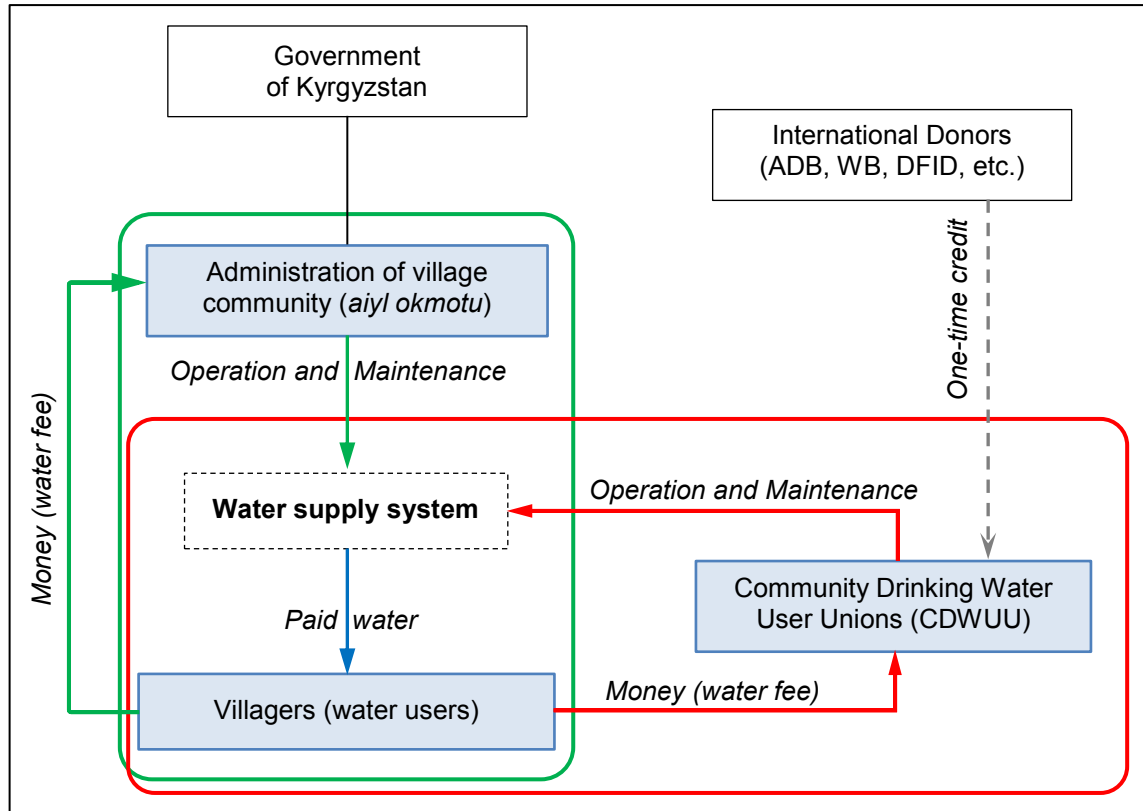 Government
of Kyrgyzstan
International Donors
(ADB, WB, DFID, etc.)
One-time credit
Administration of village
community (aiyl okmotu)
Operation and Maintenance
Money (water fee)
Water supply system
Operation and Maintenance
Community Drinking Water
User Unions (CDWUU)
Paid water
Villagers (water users)
Money (water fee)